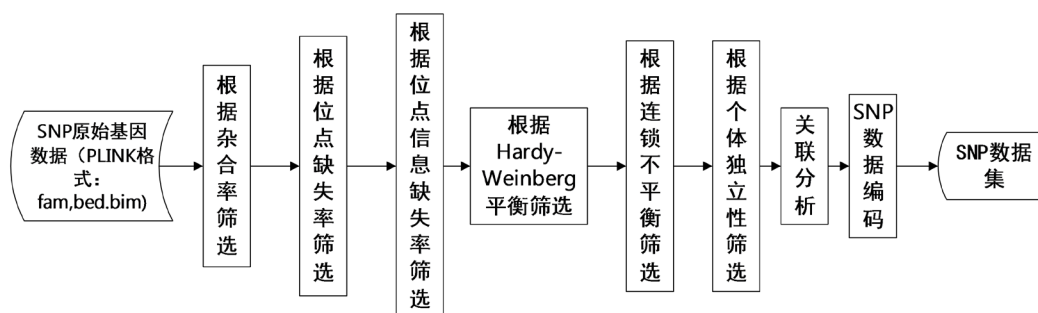 SNP原始基因
数据（PLINK格
式：
fam,bed.bim)
根据杂合率筛选
根据位点缺失率筛选
根据位点信息缺失率筛选
根据
Hardy-
Weinberg
平衡筛选
根据连锁不平衡筛选
根据个体独立性筛选
关联分析
SNP
数据编码
SNP数据
集